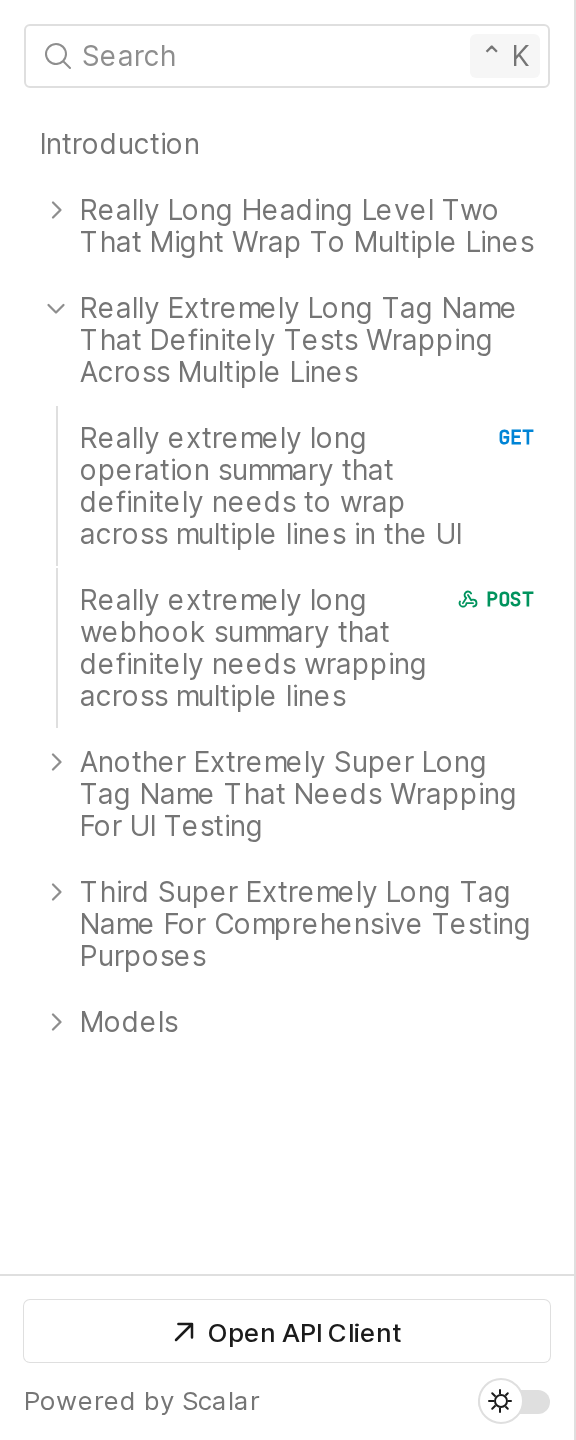 Search ⌃ K
Introduction
Really Long Heading Level Two
That Might Wrap To Multiple Lines
Really Extremely Long Tag Name
That Definitely Tests Wrapping
Across Multiple Lines
Really extremely long GET
operation summary that
definitely needs to wrap
across multiple lines in the UI
Really extremely long POST
webhook summary that
definitely needs wrapping
across multiple lines
Another Extremely Super Long
Tag Name That Needs Wrapping
For UI Testing
Third Super Extremely Long Tag
Name For Comprehensive Testing
Purposes
Models
Open API Client
Powered by Scalar